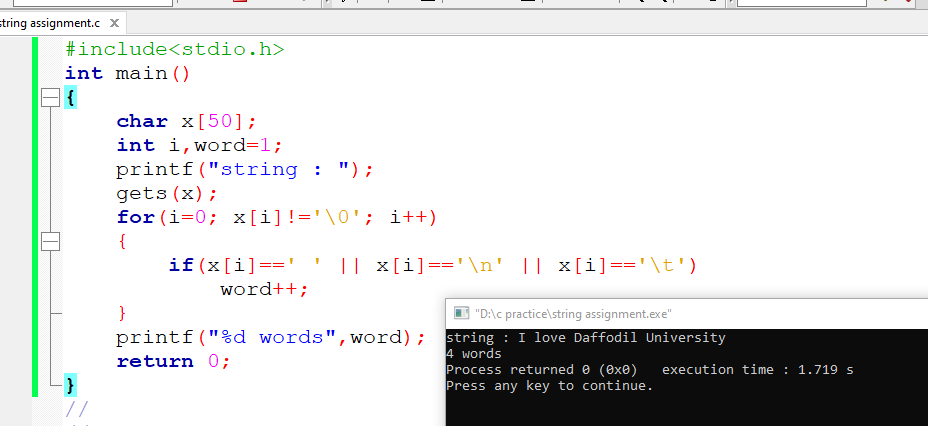 string assignment.c X
#include<stdio.h>
int main()
{
char x[50];
int i,word=1;
printf("string : ");
gets(x);
for(i=0; x[i]!='\0'; i++)
{
if(x[i]==' ' || x[i]=='\n' || x[i]=='\t')
word++;
}
printf("%d words",word);
return 0;
}
//
"D:\c practice\string assignment.exe"
string : I love Daffodil University
4 words
Process returned 0 (0x0)   execution time : 1.719 s
Press any key to continue.